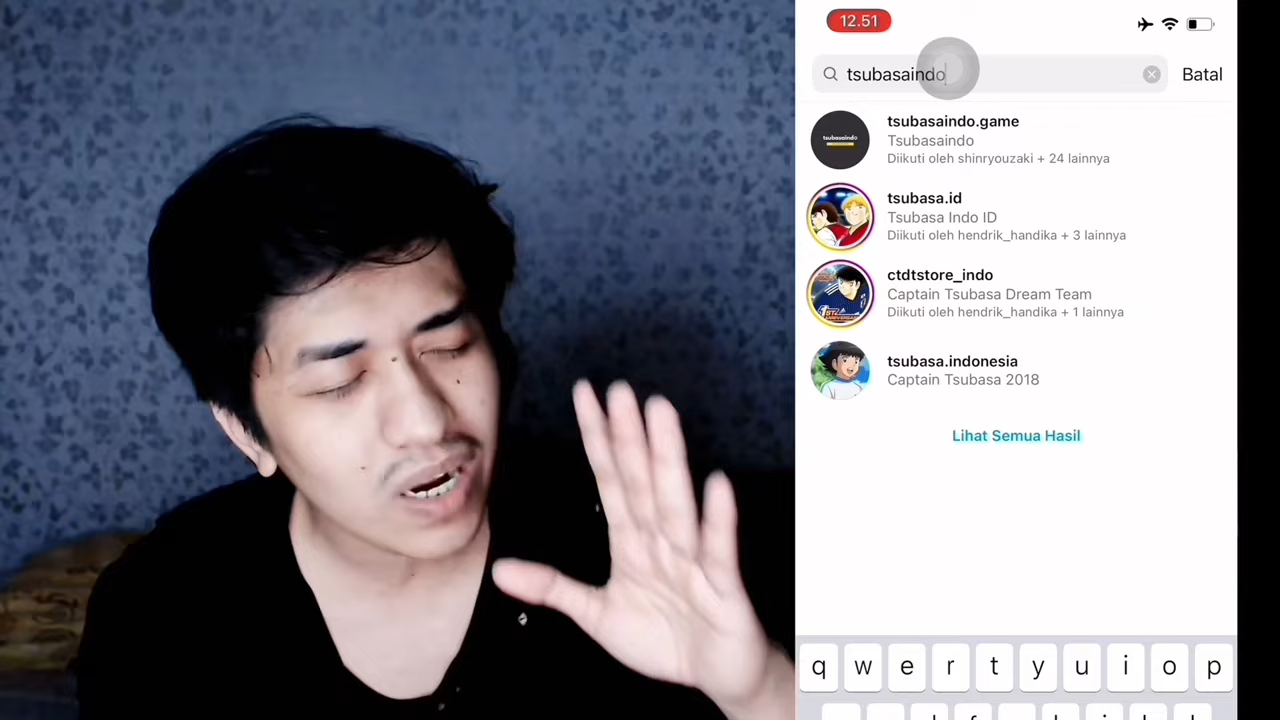 12.51
tsubasaindo
Batal
tsubasaindo
tsubasaindo.game
Tsubasaindo
Diikuti oleh shinryouzaki + 24 lainnya
tsubasa.id
Tsubasa Indo ID
Diikuti oleh hendrik_handika + 3 lainnya
ctdtstore_indo
Captain Tsubasa Dream Team
Diikuti oleh hendrik_handika + 1 lainnya
tsubasa.indonesia
Captain Tsubasa 2018
Lihat Semua Hasil
q w e r t y u i o p